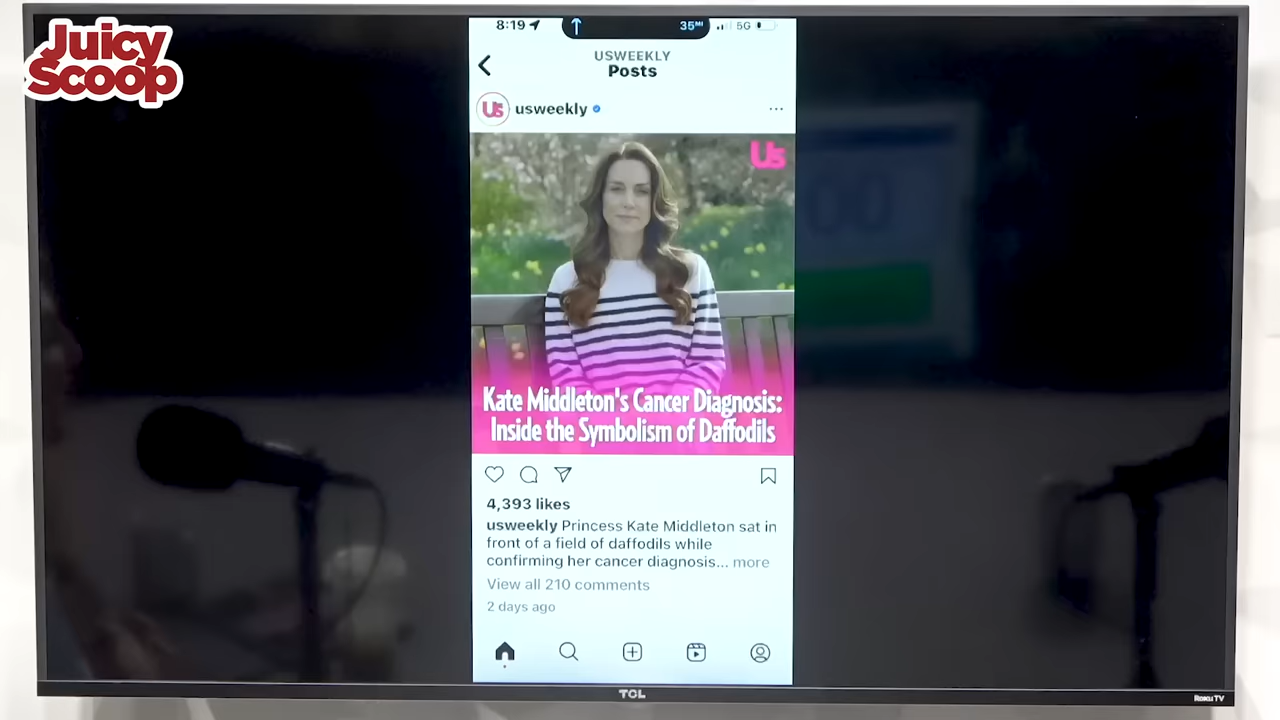 Juicy
Scoop
8:19
35MI
5G
USWEEKLY
Posts
Us
usweekly
Us
Kate Middleton's Cancer Diagnosis:
Inside the Symbolism of Daffodils
4,393 likes
usweekly Princess Kate Middleton sat in
front of a field of daffodils while
confirming her cancer diagnosis... more
View all 210 comments
2 days ago
TCL
Roku TV